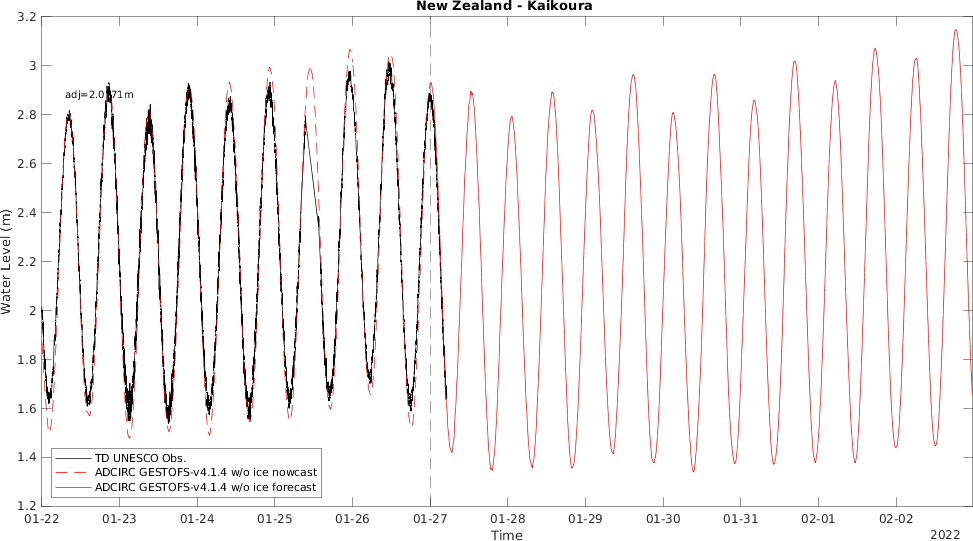 New Zealand - Kaikoura
3.2
3
2.8
2.6
2.4
2.2
2
1.8
1.6
1.4
1.2
Water Level (m)
TD UNESCO Obs.
ADCIRC GESTOFS-v4.1.4 w/o ice nowcast
ADCIRC GESTOFS-v4.1.4 w/o ice forecast
01-22 01-23 01-24 01-25 01-26 01-27 01-28 01-29 01-30 01-31 02-01 02-02
Time
2022